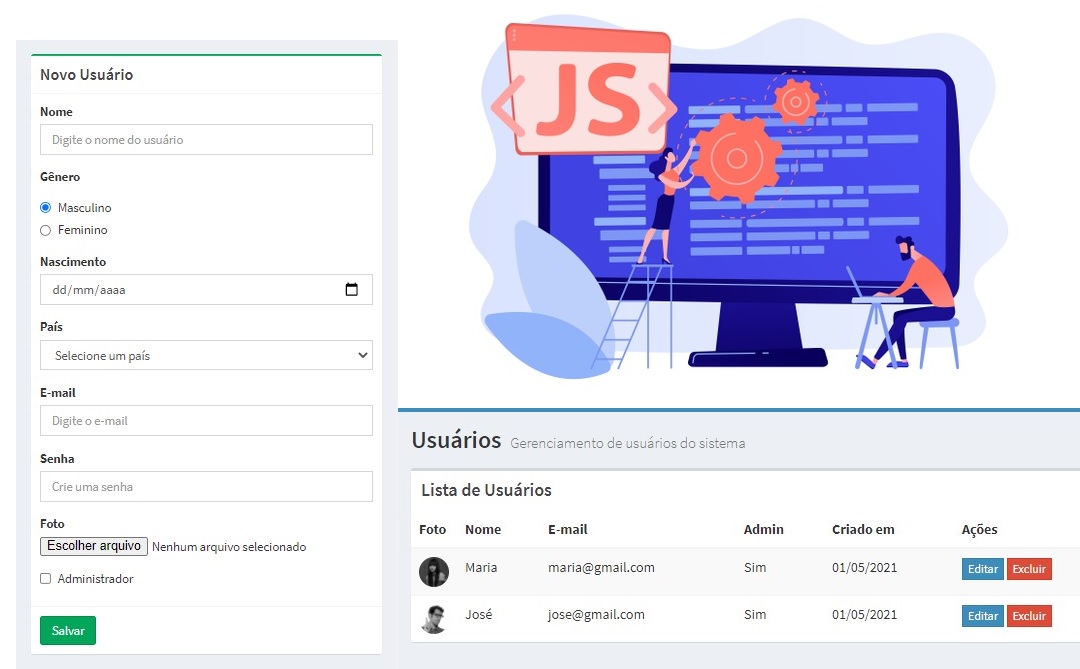 Novo Usuário
Nome
Digite o nome do usuário
Gênero
Masculino
Feminino
Nascimento
dd/mm/aaaa
País
Selecione um país
E-mail
Digite o e-mail
Senha
Crie uma senha
Foto
Escolher arquivo Nenhum arquivo selecionado
Administrador
Salvar
JS
Usuários Gerenciamento de usuários do sistema
Lista de Usuários
Foto Nome E-mail Admin Criado em Ações
Maria maria@gmail.com Sim 01/05/2021 Editar Excluir
José jose@gmail.com Sim 01/05/2021 Editar Excluir